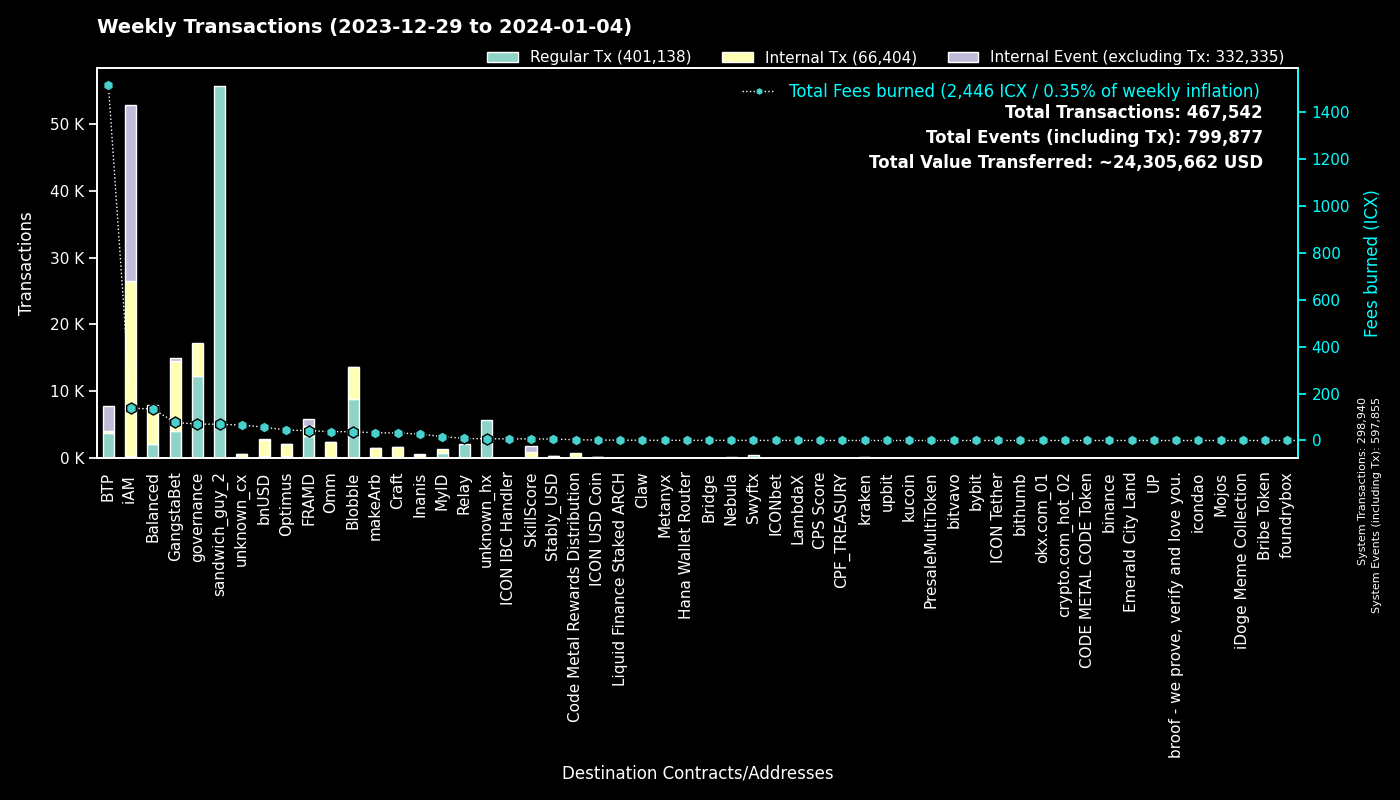 Weekly Transactions (2023-12-29 to 2024-01-04)
Regular Tx (401,138)
Internal Tx (66,404)
Internal Event (excluding Tx: 332,335)
Total Fees burned (2,446 ICX / 0.35% of weekly inflation)
Total Transactions: 467,542
Total Events (including Tx): 799,877
Total Value Transferred: ~24,305,662 USD
Transactions
50 K
40 K
30 K
20 K
10 K
0 K
1400
1200
1000
800
600
400
200
0
Fees burned (ICX)
System Transactions: 298,940
System Events (including Tx): 597,855
BTP
iAM
Balanced
GangstaBet
governance
sandwich_guy_2
unknown_cx
bnUSD
Optimus
FRAMD
Omm
Blobble
makeArb
Craft
Inanis
MyID
Relay
unknown_hx
ICON IBC Handler
SkillScore
Stably_USD
Code Metal Rewards Distribution
ICON USD Coin
Liquid Finance Staked ARCH
Claw
Metanyx
Hana Wallet Router
Bridge
Nebula
Swyftx
ICONbet
LambdaX
CPS Score
CPF_TREASURY
kraken
upbit
kucoin
PresaleMultiToken
bitvavo
bybit
ICON Tether
bithumb
okx.com_01
crypto.com_hot_02
CODE METAL CODE Token
binance
Emerald City Land
UP
broof - we prove, verify and love you.
icondao
Mojos
iDoge Meme Collection
Bribe Token
foundrybox
Destination Contracts/Addresses